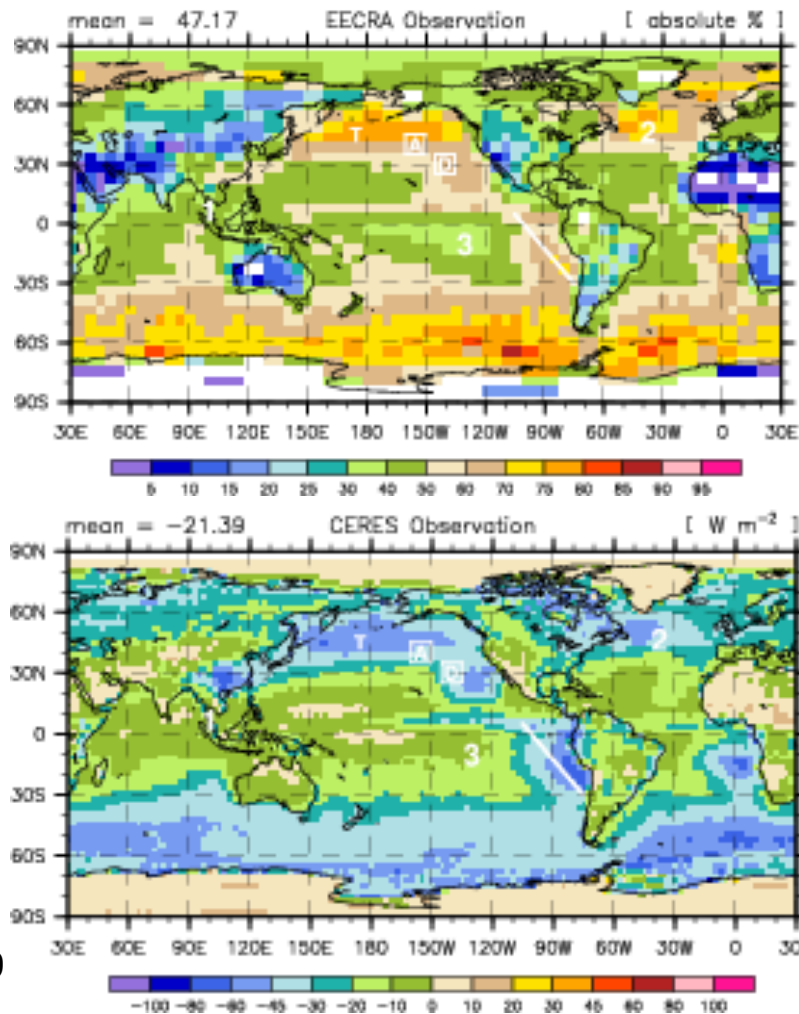 mean = 47.17 EECRA Observation [ absolute % ]
90N
60N
T A D 2
30N
1
0
3
30S
60S
90S
30E 60E 90E 120E 150E 180 150W 120W 90W 60W 30W 0 30E
5 10 15 20 25 30 40 50 60 70 75 80 85 90 95
mean = −21.39 CERES Observation [ W m⁻² ]
90N
60N
T A D 2
30N
1
0
3
30S
60S
90S
30E 60E 90E 120E 150E 180 150W 120W 90W 60W 30W 0 30E
−100 −80 −60 −45 −30 −20 −10 0 10 20 30 45 60 80 100